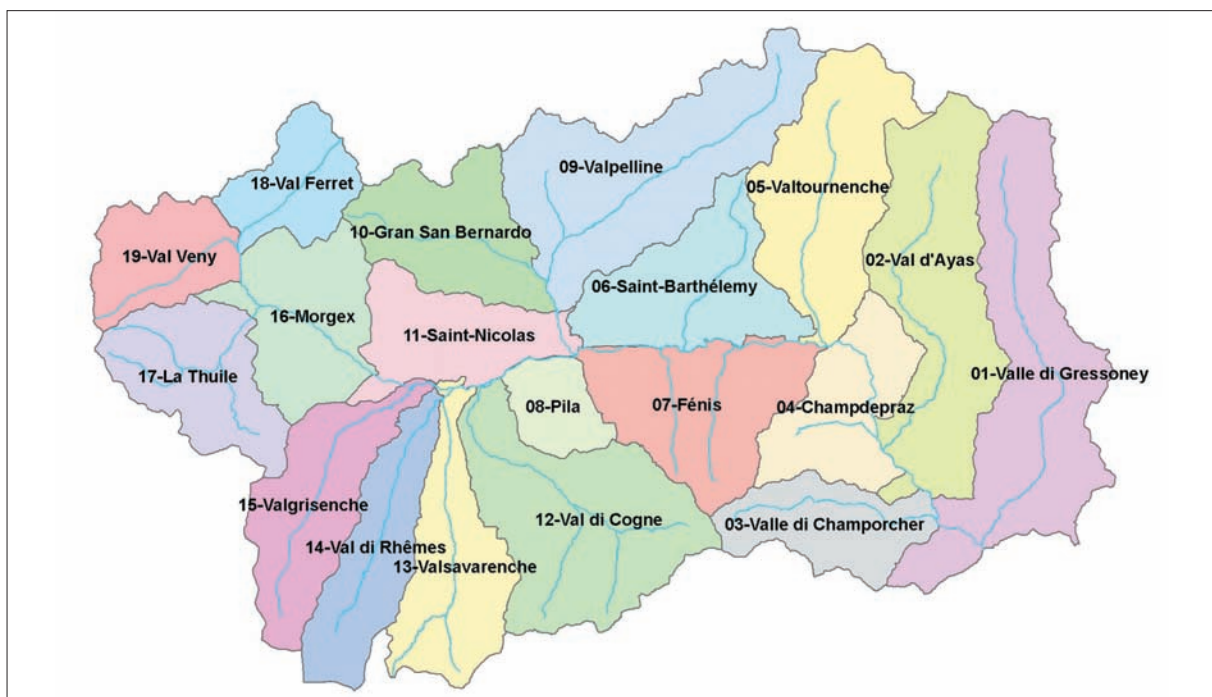 18-Val Ferret
09-Valpelline
05-Valtournenche
10-Gran San Bernardo
19-Val Veny
02-Val d'Ayas
06-Saint-Barthélemy
16-Morgex
11-Saint-Nicolas
17-La Thuile
01-Valle di Gressoney
08-Pila
07-Fénis
04-Champdepraz
15-Valgrisenche
12-Val di Cogne
03-Valle di Champorcher
14-Val di Rhêmes
13-Valsavarenche